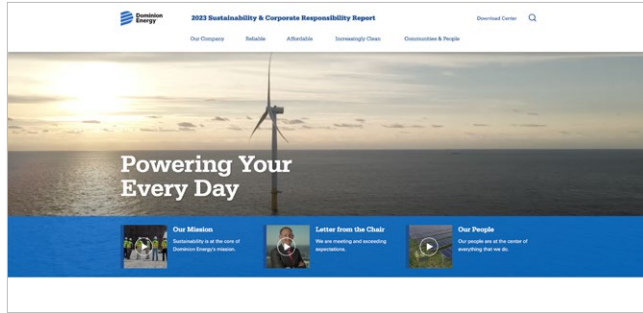 Dominion
Energy
2023 Sustainability & Corporate Responsibility Report
Download Center
Our Company
Reliable
Affordable
Increasingly Clean
Communities & People
Powering Your
Every Day
Our Mission
Sustainability is at the core of
Dominion Energy's mission.
Letter from the Chair
We are meeting and exceeding
expectations.
Our People
Our people are at the center of
everything that we do.